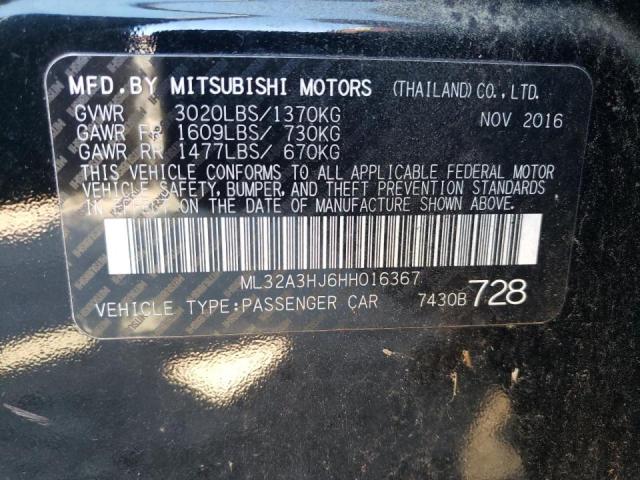 MFD.BY MITSUBISHI MOTORS (THAILAND) CO.,LTD.
GVWR 3020LBS/1370KG NOV 2016
GAWR FR 1609LBS/ 730KG
GAWR RR 1477LBS/ 670KG
THIS VEHICLE CONFORMS TO ALL APPLICABLE FEDERAL MOTOR
VEHICLE SAFETY, BUMPER, AND THEFT PREVENTION STANDARDS
IN EFFECT ON THE DATE OF MANUFACTURE SHOWN ABOVE.
ML32A3HJ6HH016367
VEHICLE TYPE:PASSENGER CAR 7430B 728